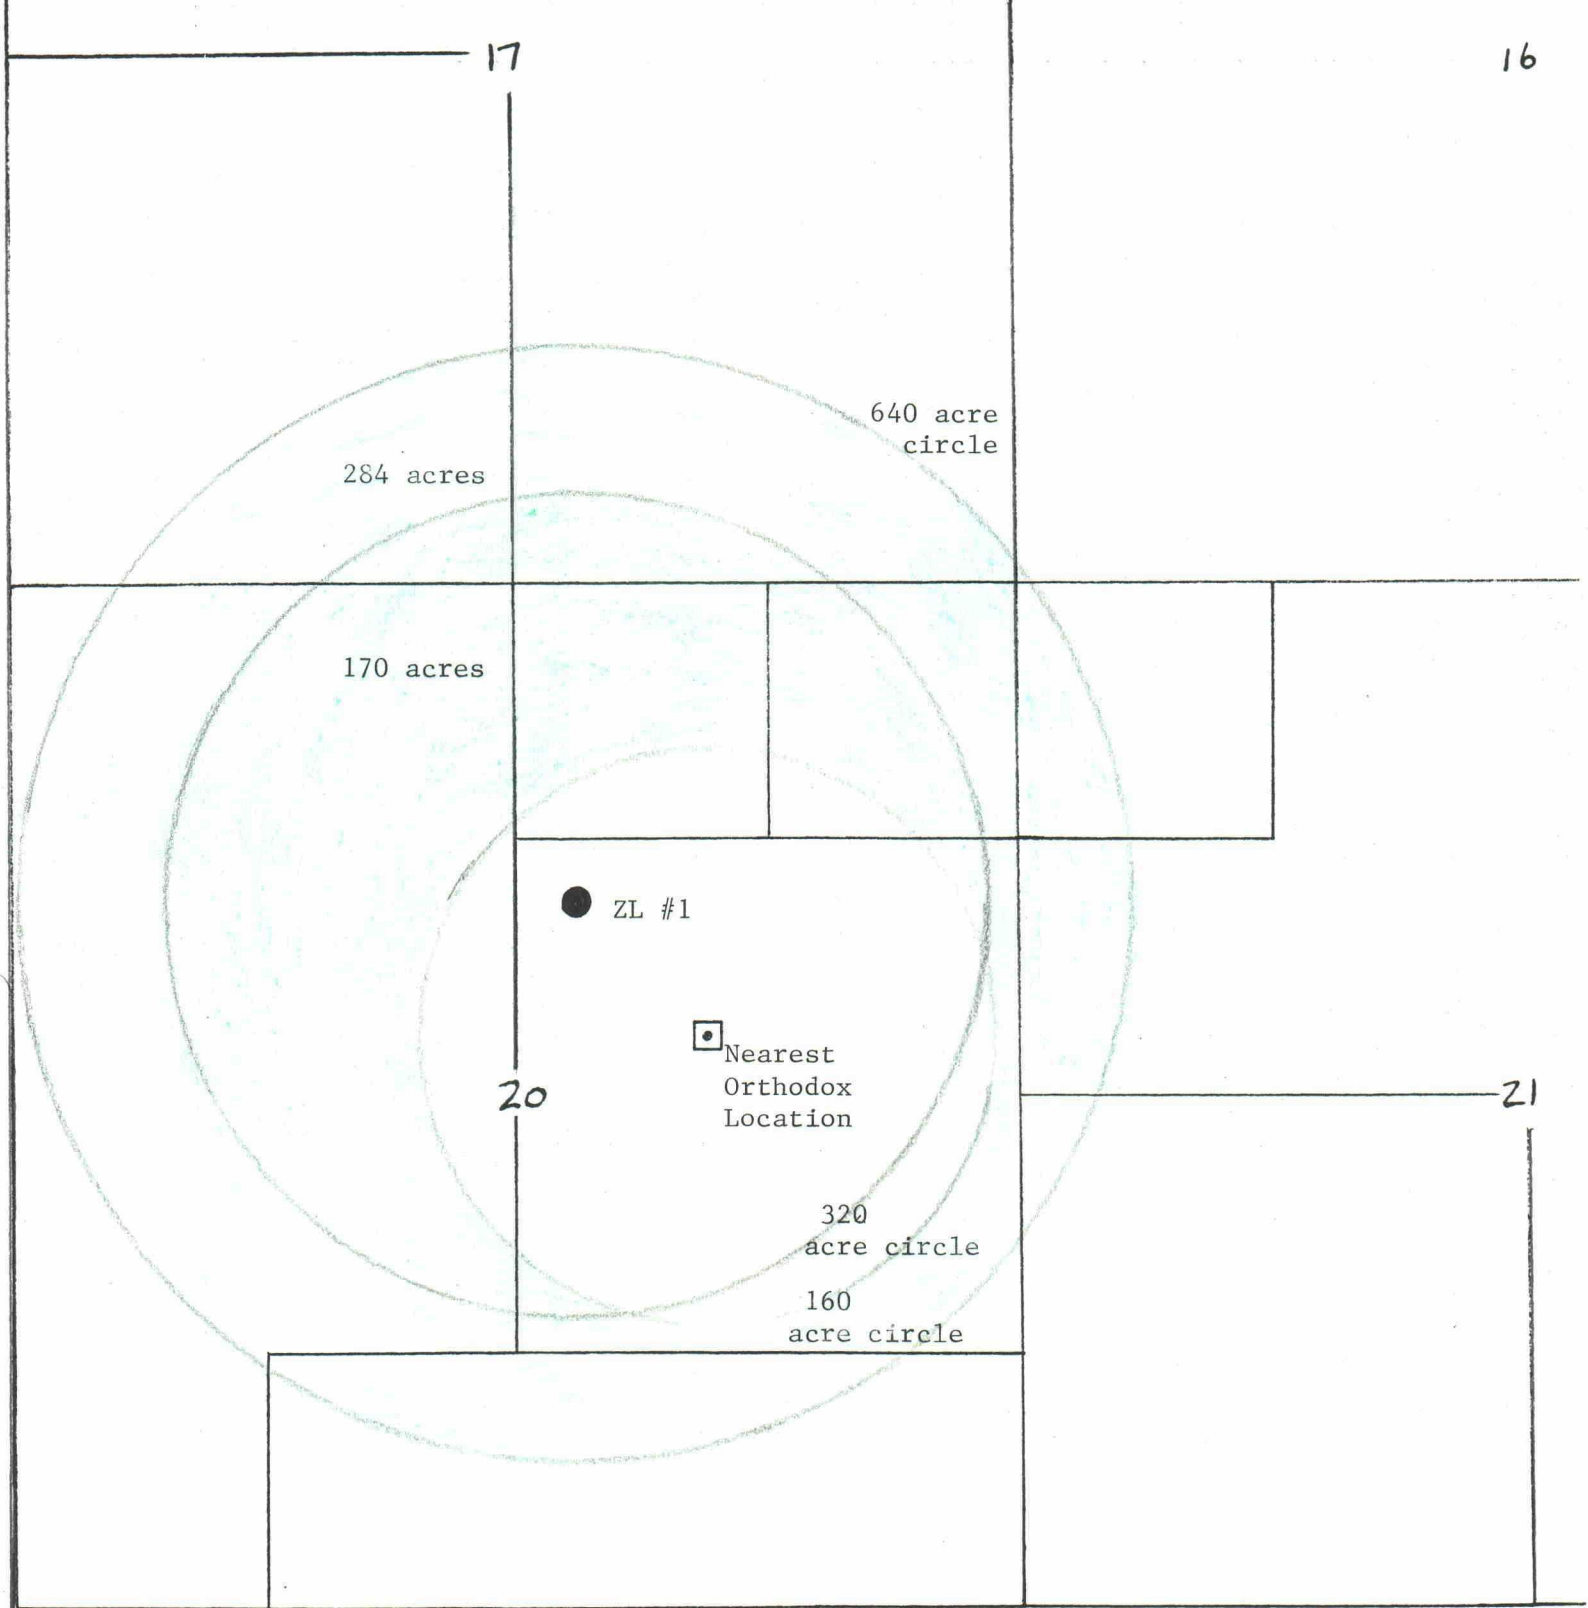 17
16
640 acre
circle
284 acres
170 acres
ZL #1
Nearest
Orthodox
Location
20
21
320
acre circle
160
acre circle